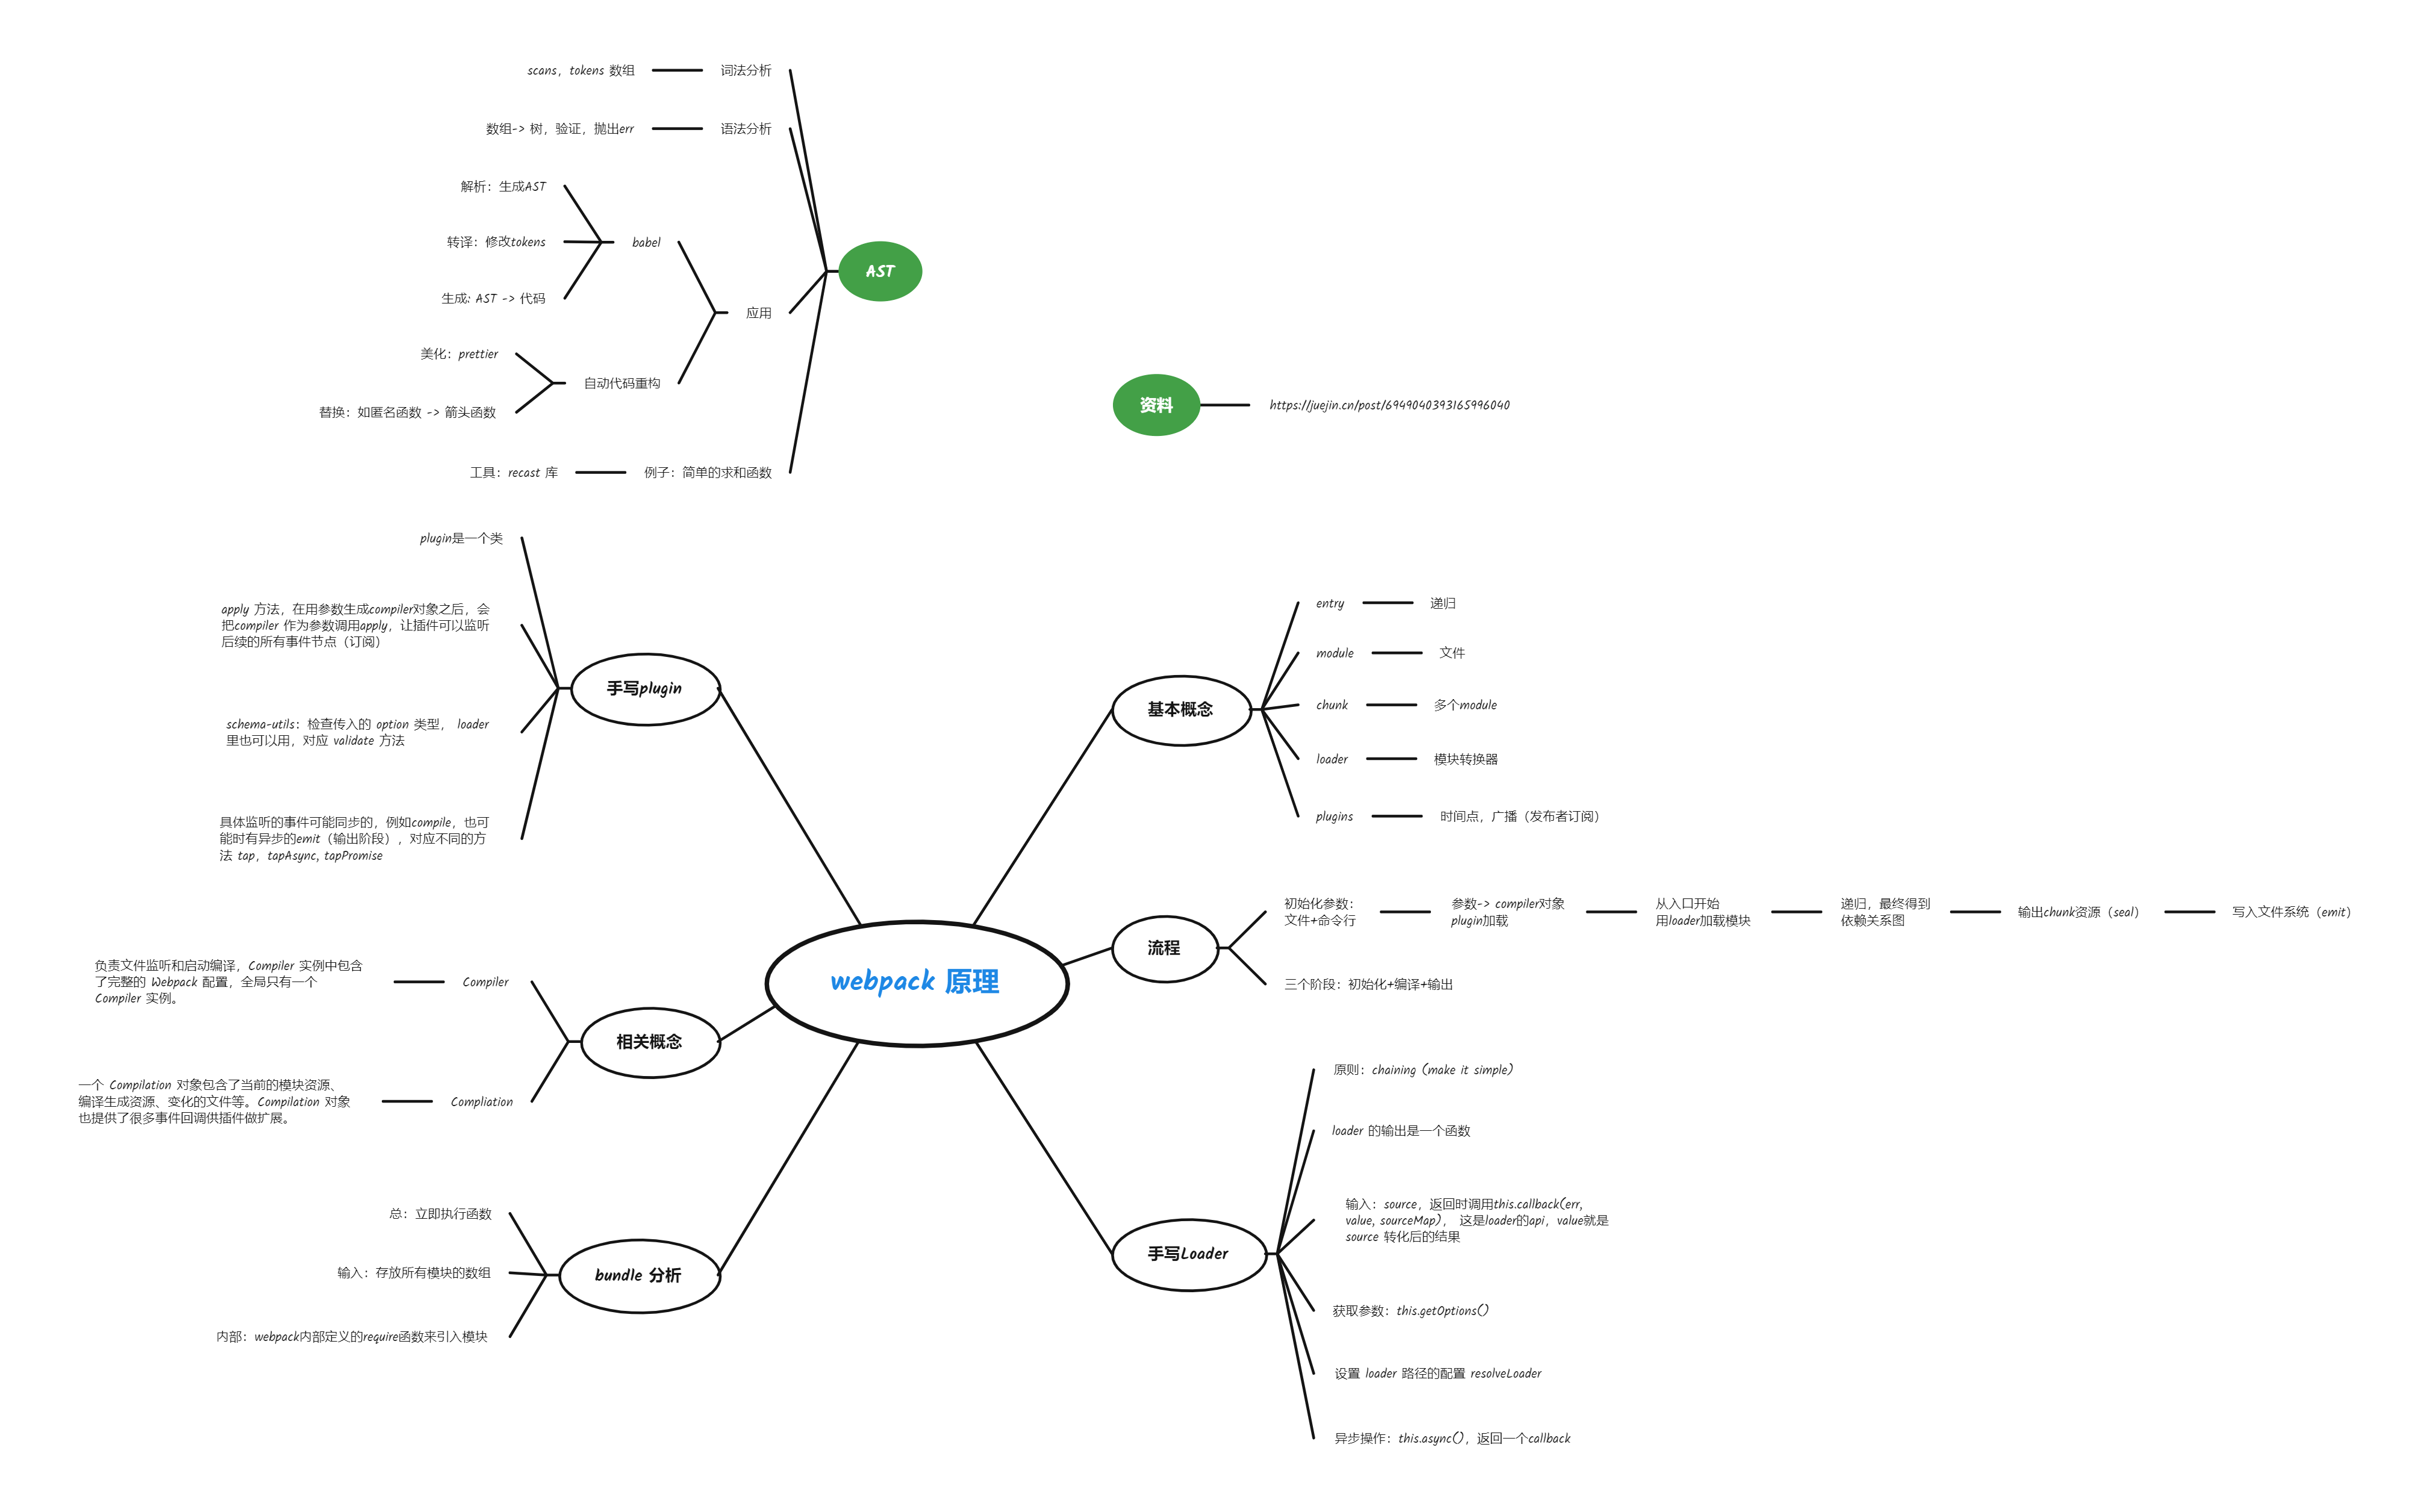 scans，tokens 数组
词法分析
数组-> 树，验证，抛出err
语法分析
解析：生成AST
转译：修改tokens
babel
生成: AST -> 代码
AST
应用
美化：prettier
自动代码重构
替换：如匿名函数 -> 箭头函数
工具：recast 库
例子：简单的求和函数
资料
https://juejin.cn/post/6949040393165996040
plugin是一个类
apply 方法，在用参数生成compiler对象之后，会
把compiler 作为参数调用apply，让插件可以监听
后续的所有事件节点（订阅）
手写plugin
schema-utils：检查传入的 option 类型， loader
里也可以用，对应 validate 方法
具体监听的事件可能同步的，例如compile，也可
能时有异步的emit（输出阶段），对应不同的方
法 tap，tapAsync, tapPromise
基本概念
entry
递归
module
文件
chunk
多个module
loader
模块转换器
plugins
时间点，广播（发布者订阅）
webpack 原理
流程
初始化参数：
文件+命令行
参数-> compiler对象
plugin加载
从入口开始
用loader加载模块
递归，最终得到
依赖关系图
输出chunk资源（seal）
写入文件系统（emit）
三个阶段：初始化+编译+输出
负责文件监听和启动编译，Compiler 实例中包含
了完整的 Webpack 配置，全局只有一个
Compiler 实例。
Compiler
相关概念
一个 Compilation 对象包含了当前的模块资源、
编译生成资源、变化的文件等。Compilation 对象
也提供了很多事件回调供插件做扩展。
Compliation
总：立即执行函数
输入：存放所有模块的数组
bundle 分析
内部：webpack内部定义的require函数来引入模块
原则：chaining (make it simple)
loader 的输出是一个函数
输入：source，返回时调用this.callback(err,
value, sourceMap)， 这是loader的api，value就是
source 转化后的结果
手写Loader
获取参数：this.getOptions()
设置 loader 路径的配置 resolveLoader
异步操作：this.async()，返回一个callback